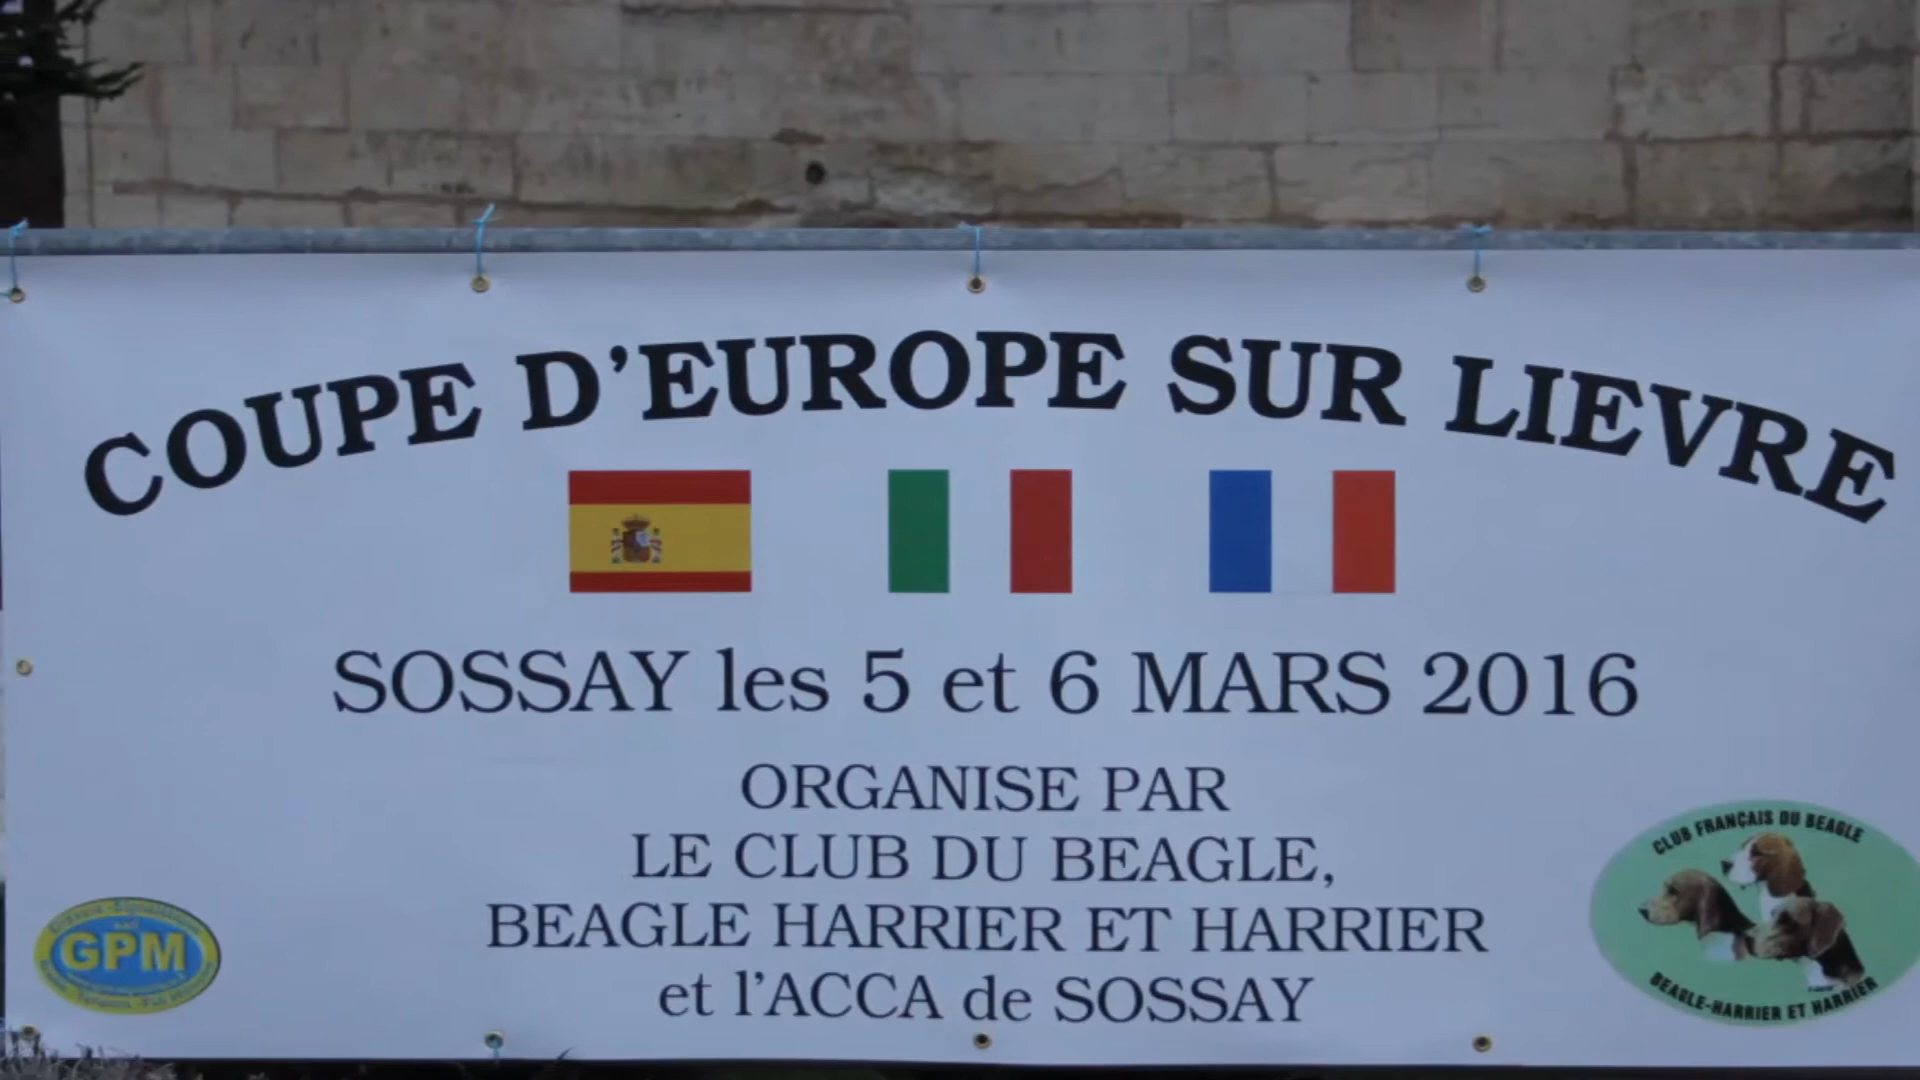 COUPE D'EUROPE SUR LIEVRE
SOSSAY les 5 et 6 MARS 2016
ORGANISE PAR
LE CLUB DU BEAGLE,
BEAGLE HARRIER ET HARRIER
et l'ACCA de SOSSAY
GPM
CLUB FRANÇAIS DU BEAGLE
BEAGLE-HARRIER ET HARRIER